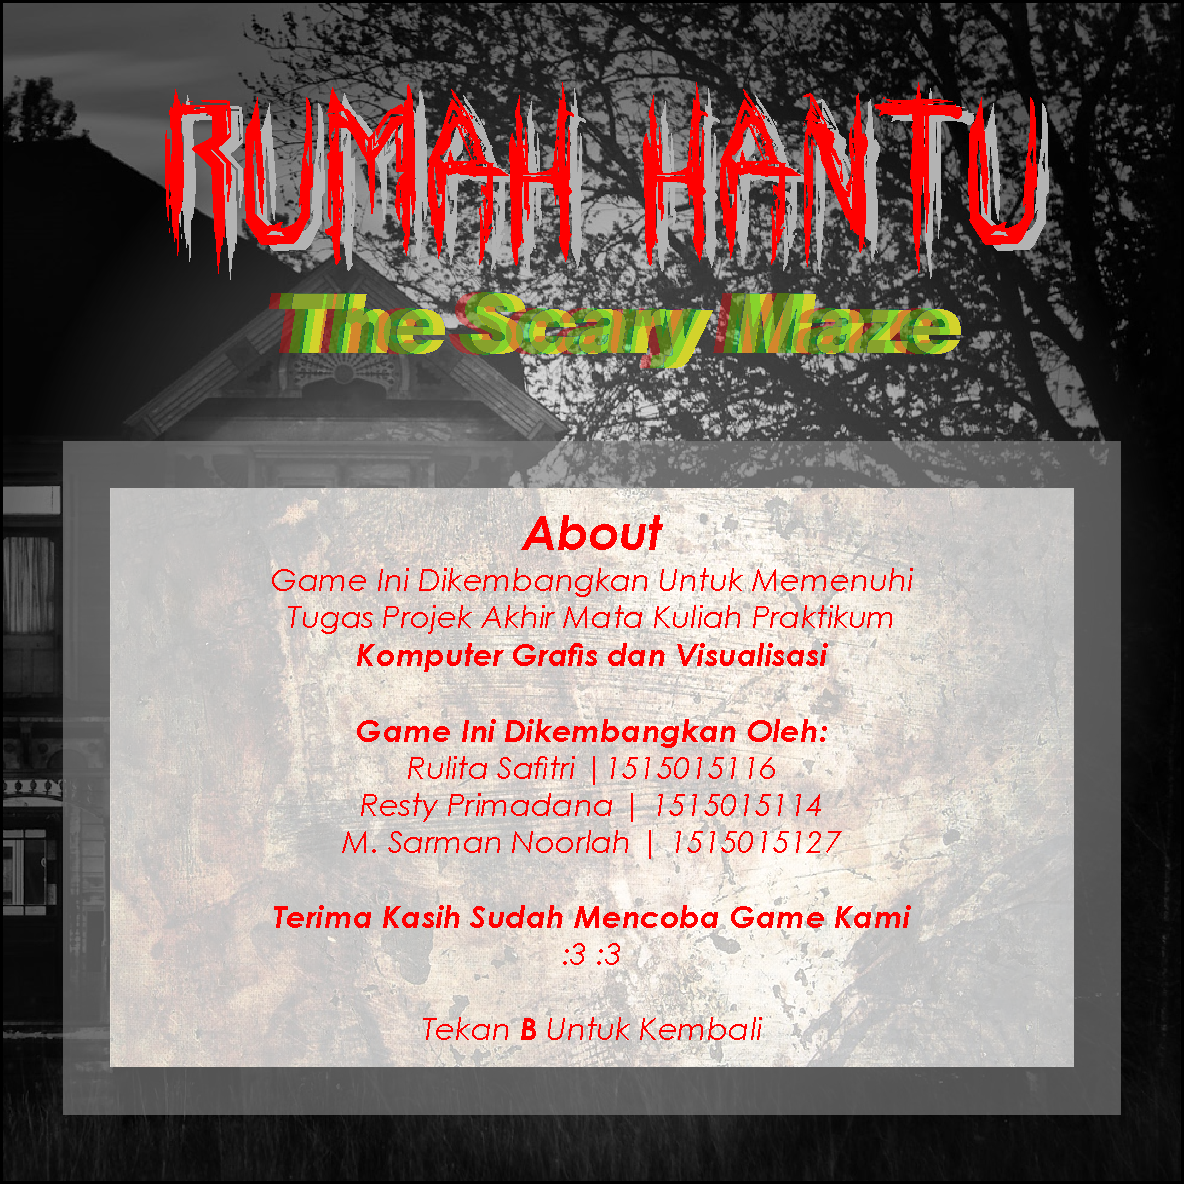 RUMAH HANTU
The Scary Maze
About
Game Ini Dikembangkan Untuk Memenuhi
Tugas Projek Akhir Mata Kuliah Praktikum
Komputer Grafis dan Visualisasi
Game Ini Dikembangkan Oleh:
Rulita Safitri |1515015116
Resty Primadana | 1515015114
M. Sarman Noorlah | 1515015127
Terima Kasih Sudah Mencoba Game Kami
:3 :3
Tekan B Untuk Kembali